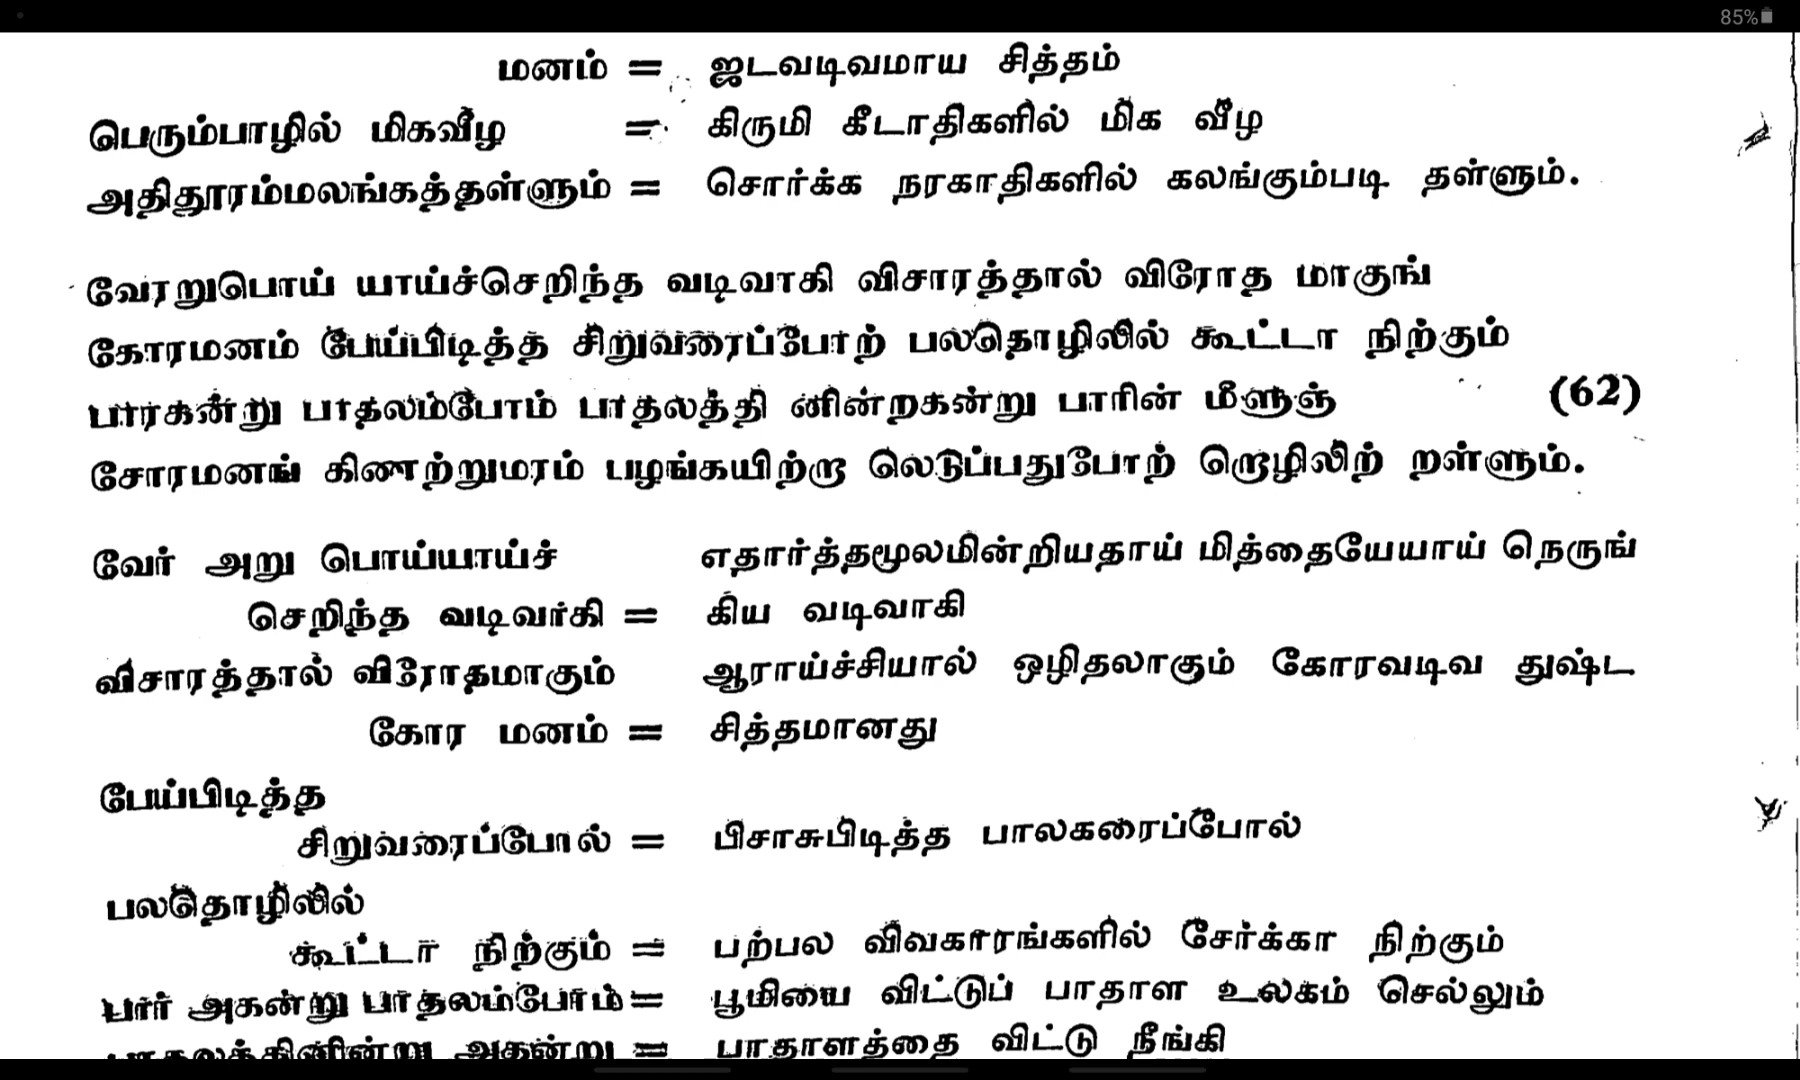 85%
மனம் = ஜடவடிவமாய சித்தம்
பெரும்பாழில் மிகவீழ = கிருமி கீடாதிகளில் மிக வீழ
அதிதூரம்மலங்கத்தள்ளும் = சொர்க்க நரகாதிகளில் கலங்கும்படி தள்ளும்.
வேரறுபொய் யாய்ச்செறிந்த வடிவாகி விசாரத்தால் விரோத மாகுங்
கோரமனம் பேய்பிடித்த சிறுவரைப்போற் பலதொழிலில் கூட்டா நிற்கும்
பாரகன்று பாதலம்போம் பாதலத்தி னின்றகன்று பாரின் மீளுஞ் (62)
சோரமனங் கிணற்றுமரம் பழங்கயிற்றா லெடுப்பதுபோற் றொழிலிற் றள்ளும்.
வேர் அறு பொய்யாய்ச் எதார்த்தமூலமின்றியதாய் மித்தையேயாய் நெருங்
செறிந்த வடிவாகி = கிய வடிவாகி
விசாரத்தால் விரோதமாகும் ஆராய்ச்சியால் ஒழிதலாகும் கோரவடிவ துஷ்ட
கோர மனம் = சித்தமானது
பேய்பிடித்த
சிறுவரைப்போல் = பிசாசுபிடித்த பாலகரைப்போல்
பலதொழிலில்
கூட்டா நிற்கும் = பற்பல விவகாரங்களில் சேர்க்கா நிற்கும்
பார் அகன்று பாதலம்போம் = பூமியை விட்டுப் பாதாள உலகம் செல்லும்
பாதலத்தினின்று அகன்று = பாதாளத்தை விட்டு நீங்கி